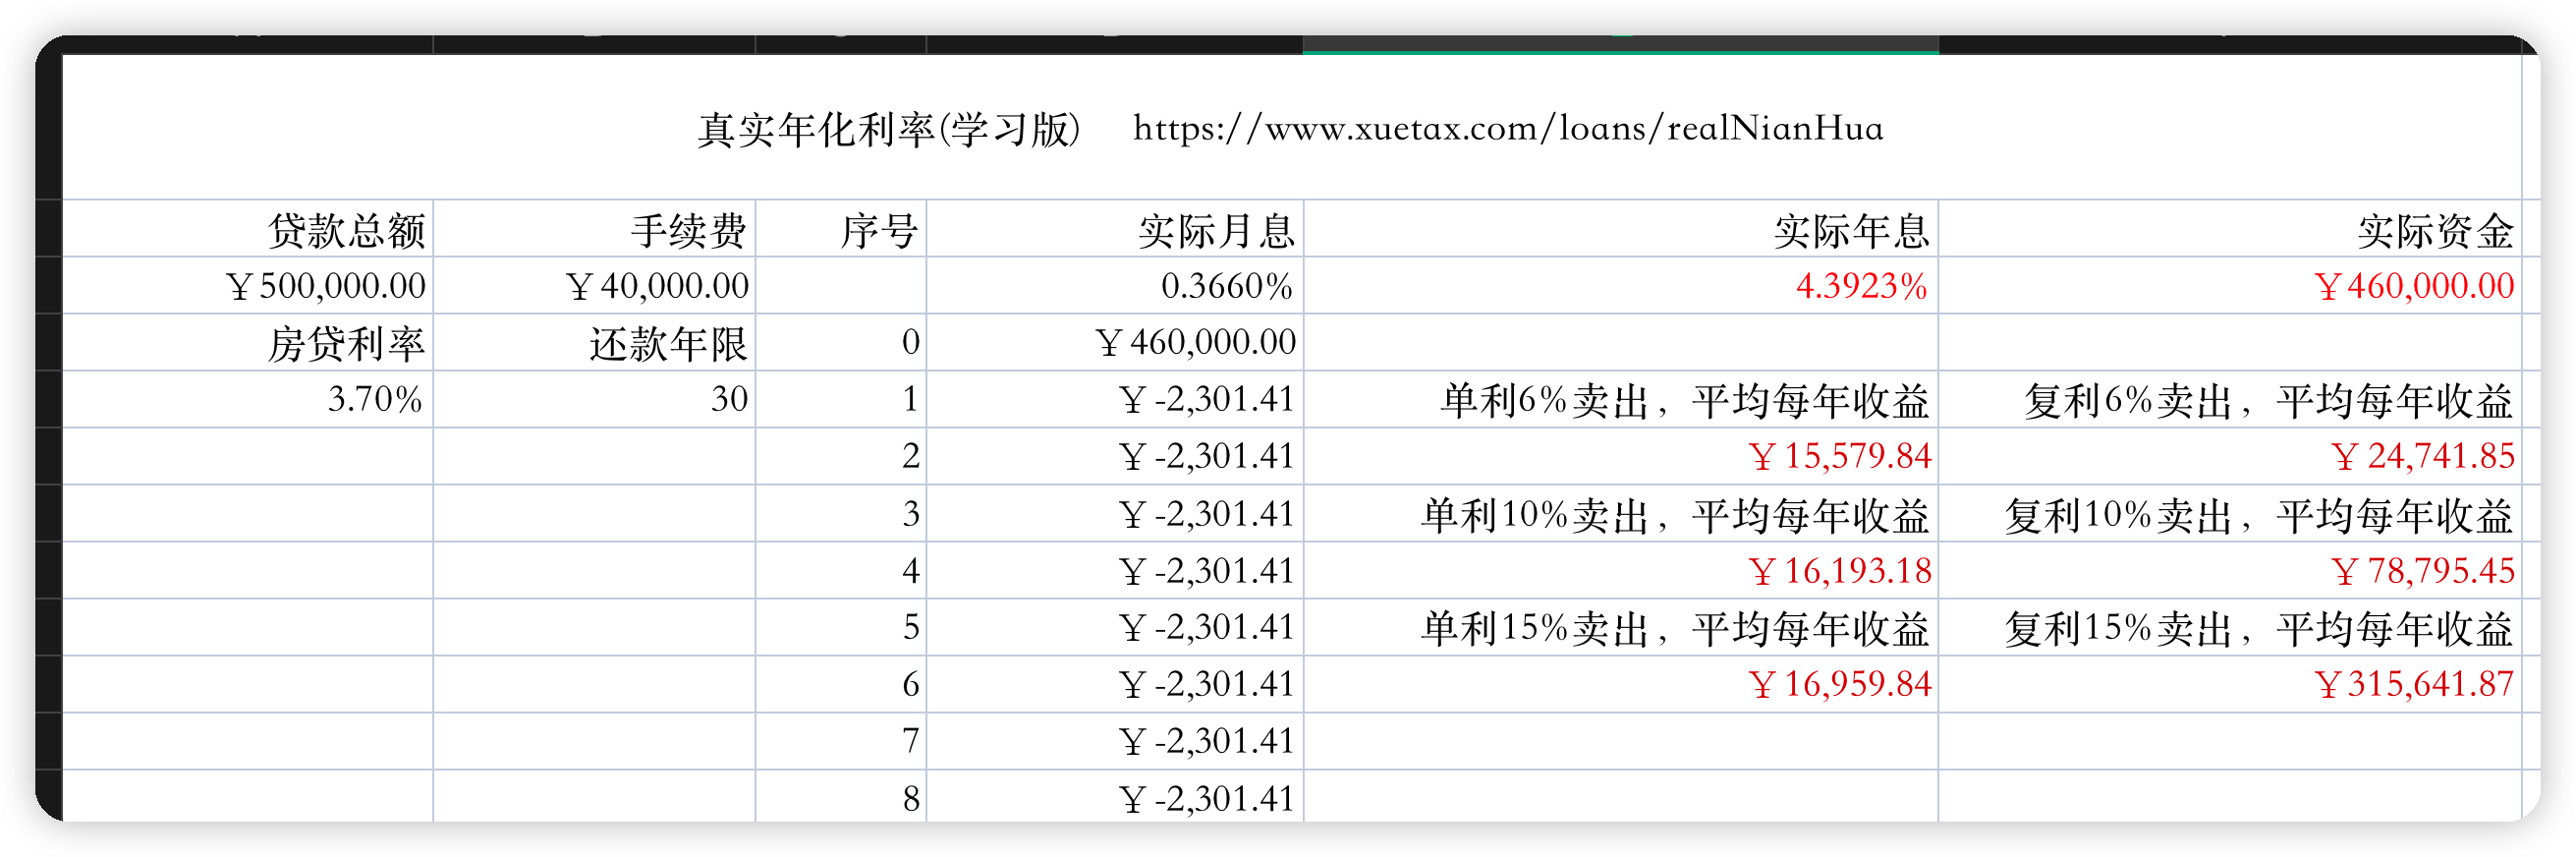 真实年化利率(学习版) https://www.xuetax.com/loans/realNianHua
贷款总额 手续费 序号 实际月息 实际年息 实际资金
￥500,000.00 ￥40,000.00 0.3660% 4.3923% ￥460,000.00
房贷利率 还款年限 0 ￥460,000.00
3.70% 30 1 ￥-2,301.41 单利6%卖出，平均每年收益 复利6%卖出，平均每年收益
2 ￥-2,301.41 ￥15,579.84 ￥24,741.85
3 ￥-2,301.41 单利10%卖出，平均每年收益 复利10%卖出，平均每年收益
4 ￥-2,301.41 ￥16,193.18 ￥78,795.45
5 ￥-2,301.41 单利15%卖出，平均每年收益 复利15%卖出，平均每年收益
6 ￥-2,301.41 ￥16,959.84 ￥315,641.87
7 ￥-2,301.41
8 ￥-2,301.41